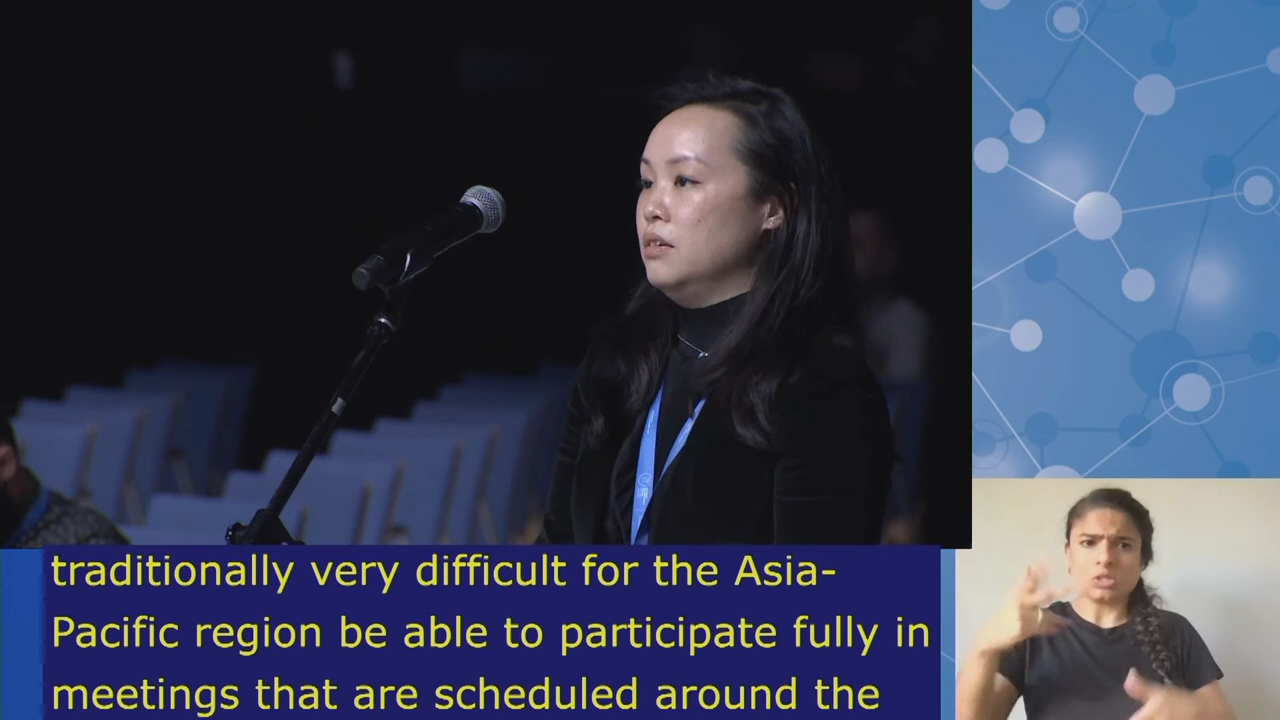 traditionally very difficult for the Asia-
Pacific region be able to participate fully in
meetings that are scheduled around the